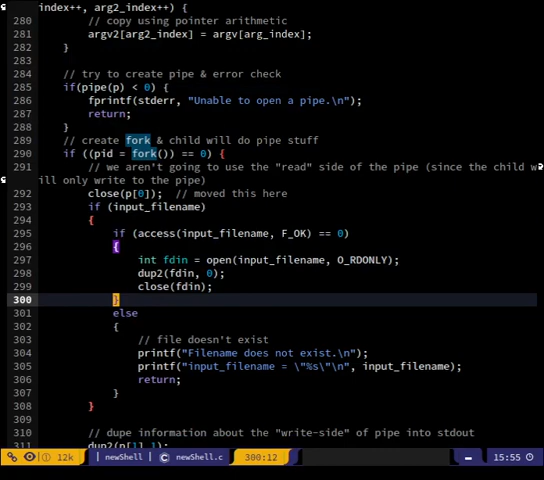 index++, arg2_index++) {
280 // copy using pointer arithmetic
281 argv2[arg2_index] = argv[arg_index];
282 }
283
284 // try to create pipe & error check
285 if(pipe(p) < 0) {
286 fprintf(stderr, "Unable to open a pipe.\n");
287 return;
288 }
289 // create fork & child will do pipe stuff
290 if ((pid = fork()) == 0) {
291 // we aren't going to use the "read" side of the pipe (since the child w
ill only write to the pipe)
292 close(p[0]); // moved this here
293 if (input_filename)
294 {
295 if (access(input_filename, F_OK) == 0)
296 {
297 int fdin = open(input_filename, O_RDONLY);
298 dup2(fdin, 0);
299 close(fdin);
300 }
301 else
302 {
303 // file doesn't exist
304 printf("Filename does not exist.\n");
305 printf("input_filename = \"%s\"\n", input_filename);
306 return;
307 }
308 }
309
310 // dupe information about the "write-side" of pipe into stdout
311 dup2(p[1],1);
12k | newShell | newShell.c 300:12 15:55